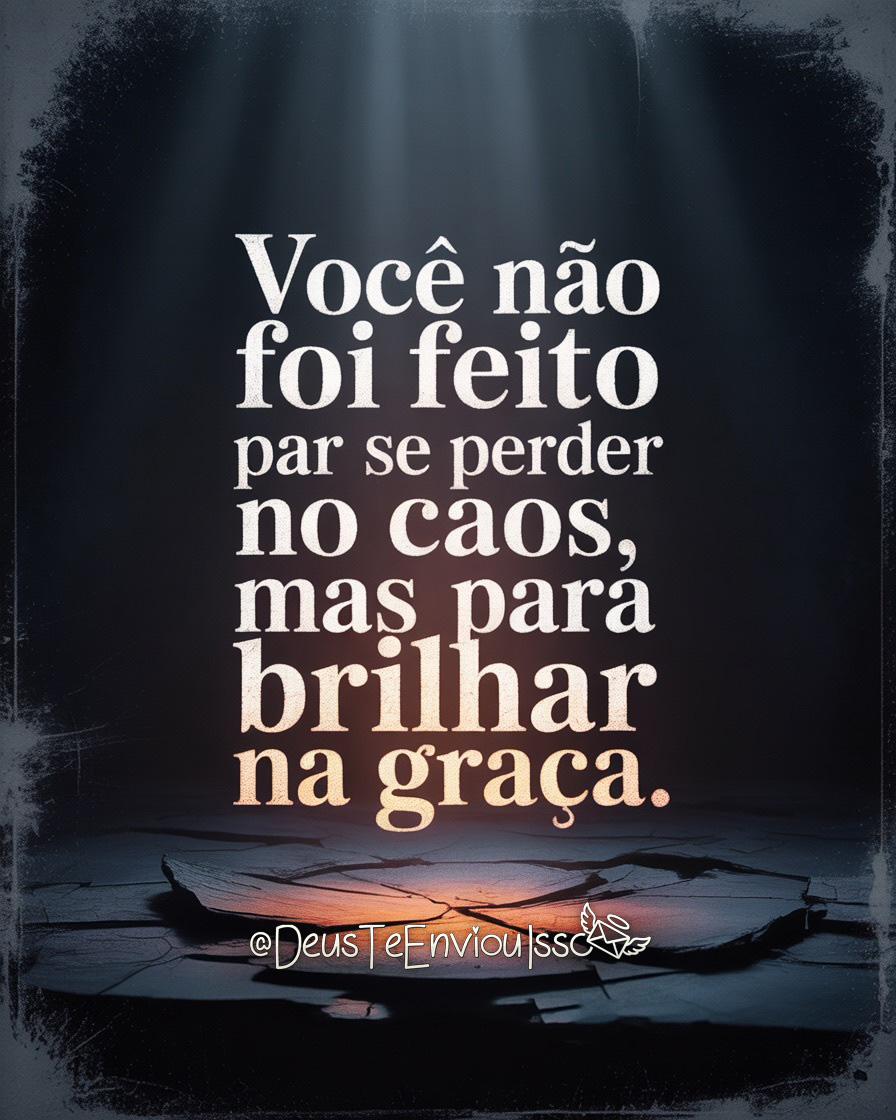 Você não
foi feito
par se perder
no caos,
mas para
brilhar
na graça.
@DeusTeEnviouIsso